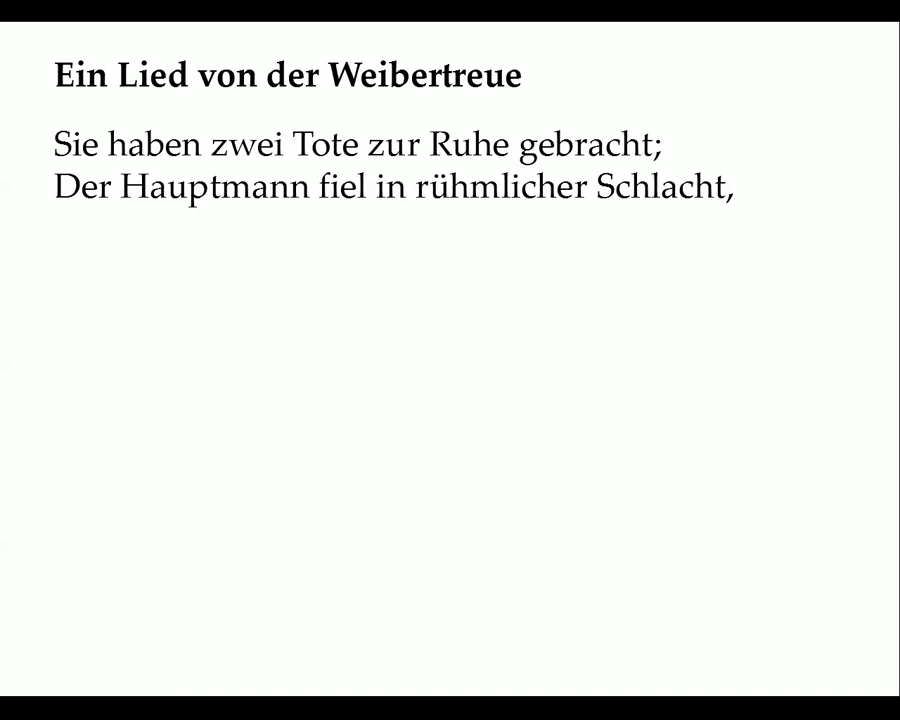 Ein Lied von der Weibertreue
Sie haben zwei Tote zur Ruhe gebracht;
Der Hauptmann fiel in rühmlicher Schlacht,